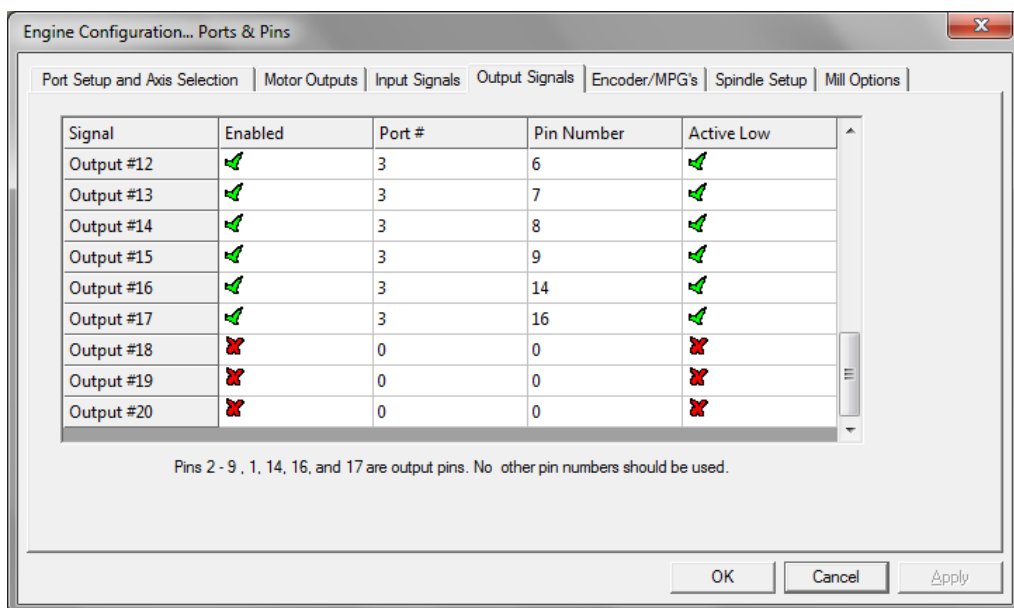 Engine Configuration... Ports & Pins
Port Setup and Axis Selection Motor Outputs Input Signals Output Signals Encoder/MPG's Spindle Setup Mill Options
Signal Enabled Port # Pin Number Active Low
Output #12 3 6
Output #13 3 7
Output #14 3 8
Output #15 3 9
Output #16 3 14
Output #17 3 16
Output #18 0 0
Output #19 0 0
Output #20 0 0
Pins 2 - 9 , 1, 14, 16, and 17 are output pins. No other pin numbers should be used.
OK Cancel Apply